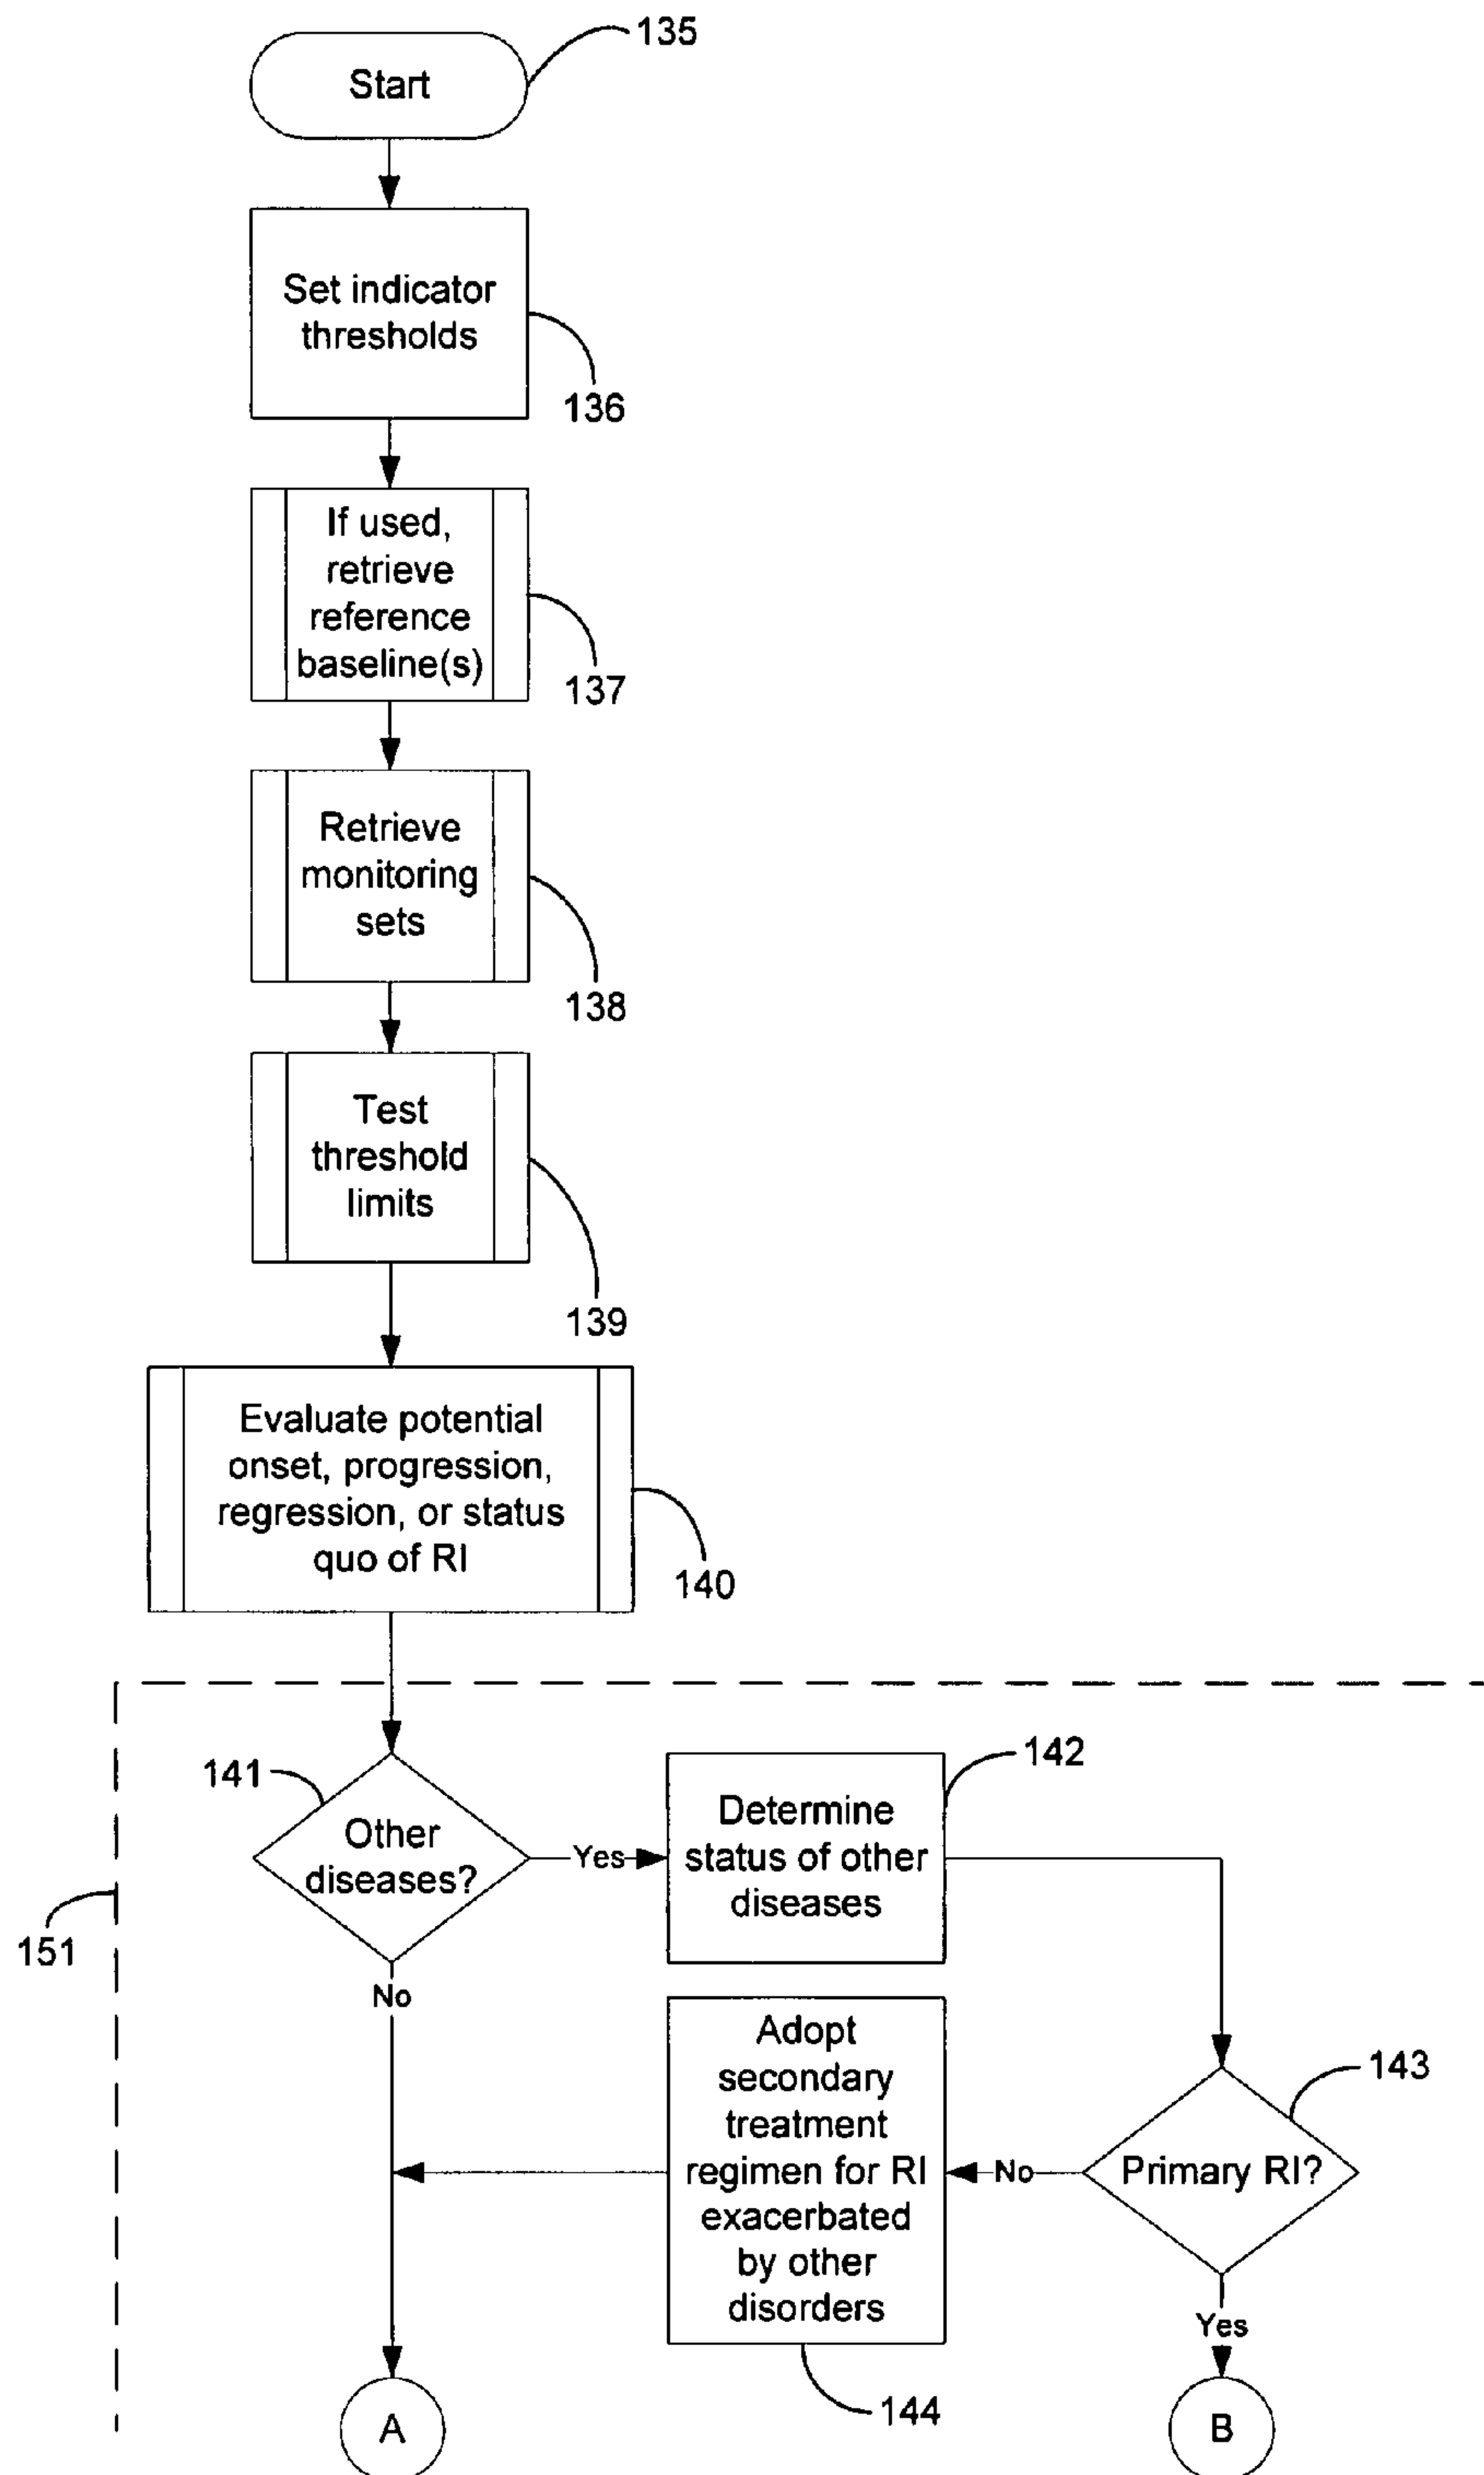 Start
135
Set indicator
thresholds
136
If used,
retrieve
reference
baseline(s)
137
Retrieve
monitoring
sets
138
Test
threshold
limits
139
Evaluate potential
onset, progression,
regression, or status
quo of RI
140
141
Other
diseases?
Yes
No
142
Determine
status of other
diseases
151
143
Primary RI?
No
Yes
Adopt
secondary
treatment
regimen for RI
exacerbated
by other
disorders
144
A
B